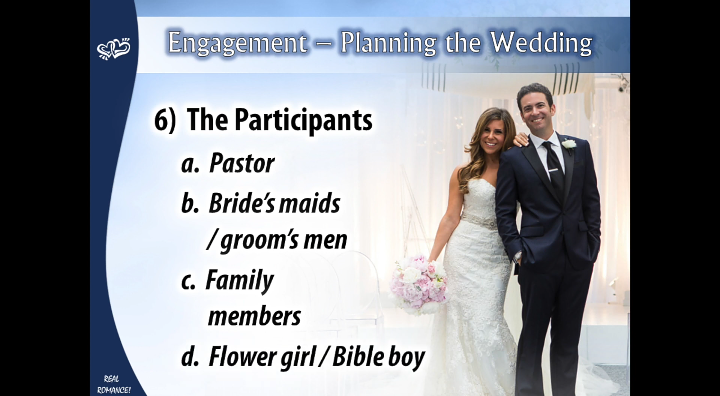 Engagement – Planning the Wedding
6) The Participants
a. Pastor
b. Bride's maids
/ groom's men
c. Family
members
d. Flower girl / Bible boy
REAL
ROMANCE!